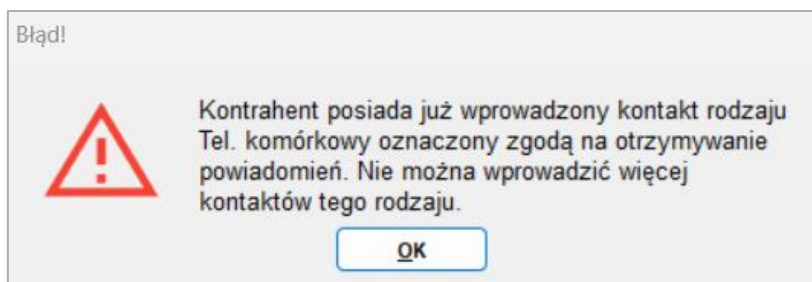 Błąd!
Kontrahent posiada już wprowadzony kontakt rodzaju
Tel. komórkowy oznaczony zgodą na otrzymywanie
powiadomień. Nie można wprowadzić więcej
kontaktów tego rodzaju.
OK